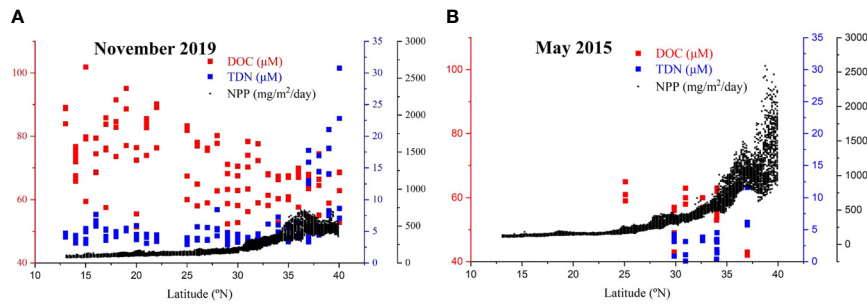 A
November 2019
DOC (μM)
TDN (μM)
NPP (mg/m²/day)
100
80
60
40
35
30
25
20
15
10
5
0
3000
2500
2000
1500
1000
500
0
10 15 20 25 30 35 40
Latitude (ºN)
B
May 2015
DOC (μM)
TDN (μM)
NPP (mg/m²/day)
100
80
60
40
35
30
25
20
15
10
5
0
3000
2500
2000
1500
1000
500
0
10 15 20 25 30 35 40
Latitude (ºN)